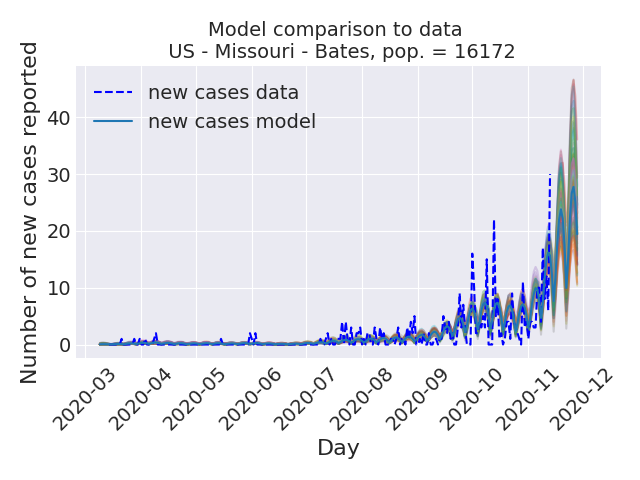 Model comparison to data
US - Missouri - Bates, pop. = 16172
Number of new cases reported
new cases data
new cases model
40
30
20
10
0
2020-03
2020-04
2020-05
2020-06
2020-07
2020-08
2020-09
2020-10
2020-11
2020-12
Day